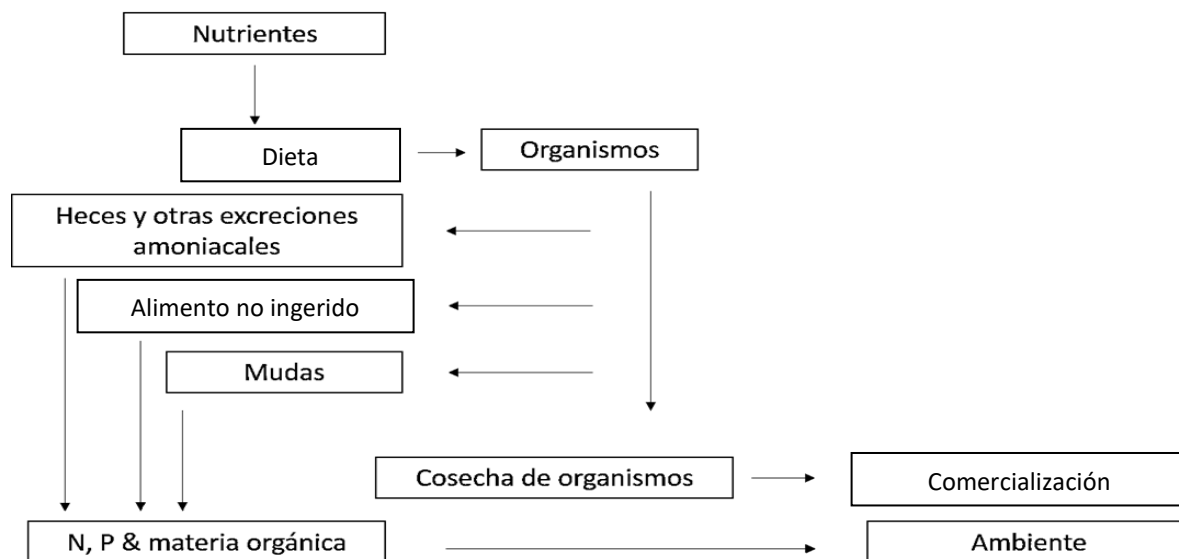 Nutrientes
Dieta
Organismos
Heces y otras excreciones
amoniacales
Alimento no ingerido
Mudas
Cosecha de organismos
Comercialización
N, P & materia orgánica
Ambiente